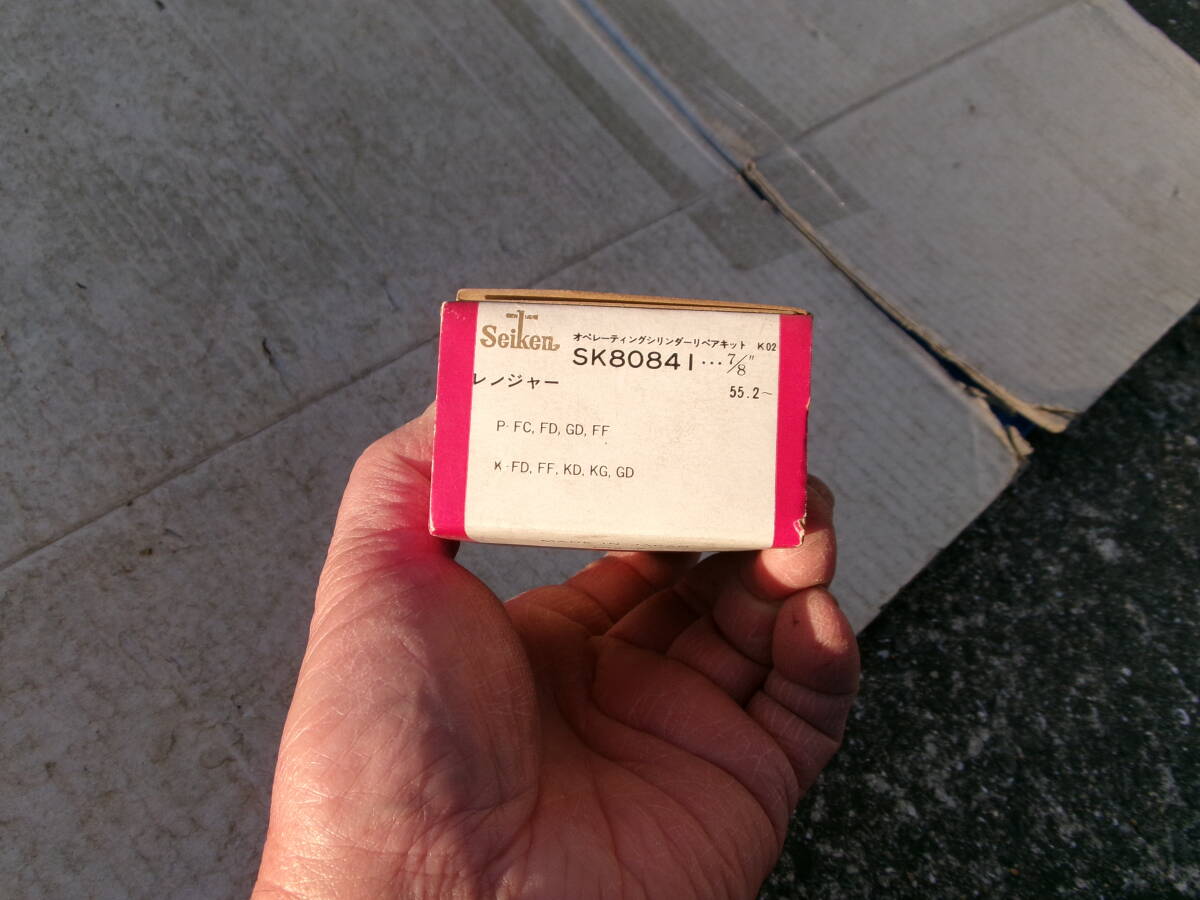 Seiken
オペレーティングシリンダーリペアキット K02
SK80841…7/8"
レンジャー
55.2~
P-FC, FD, GD, FF
K-FD, FF, KD, KG, GD